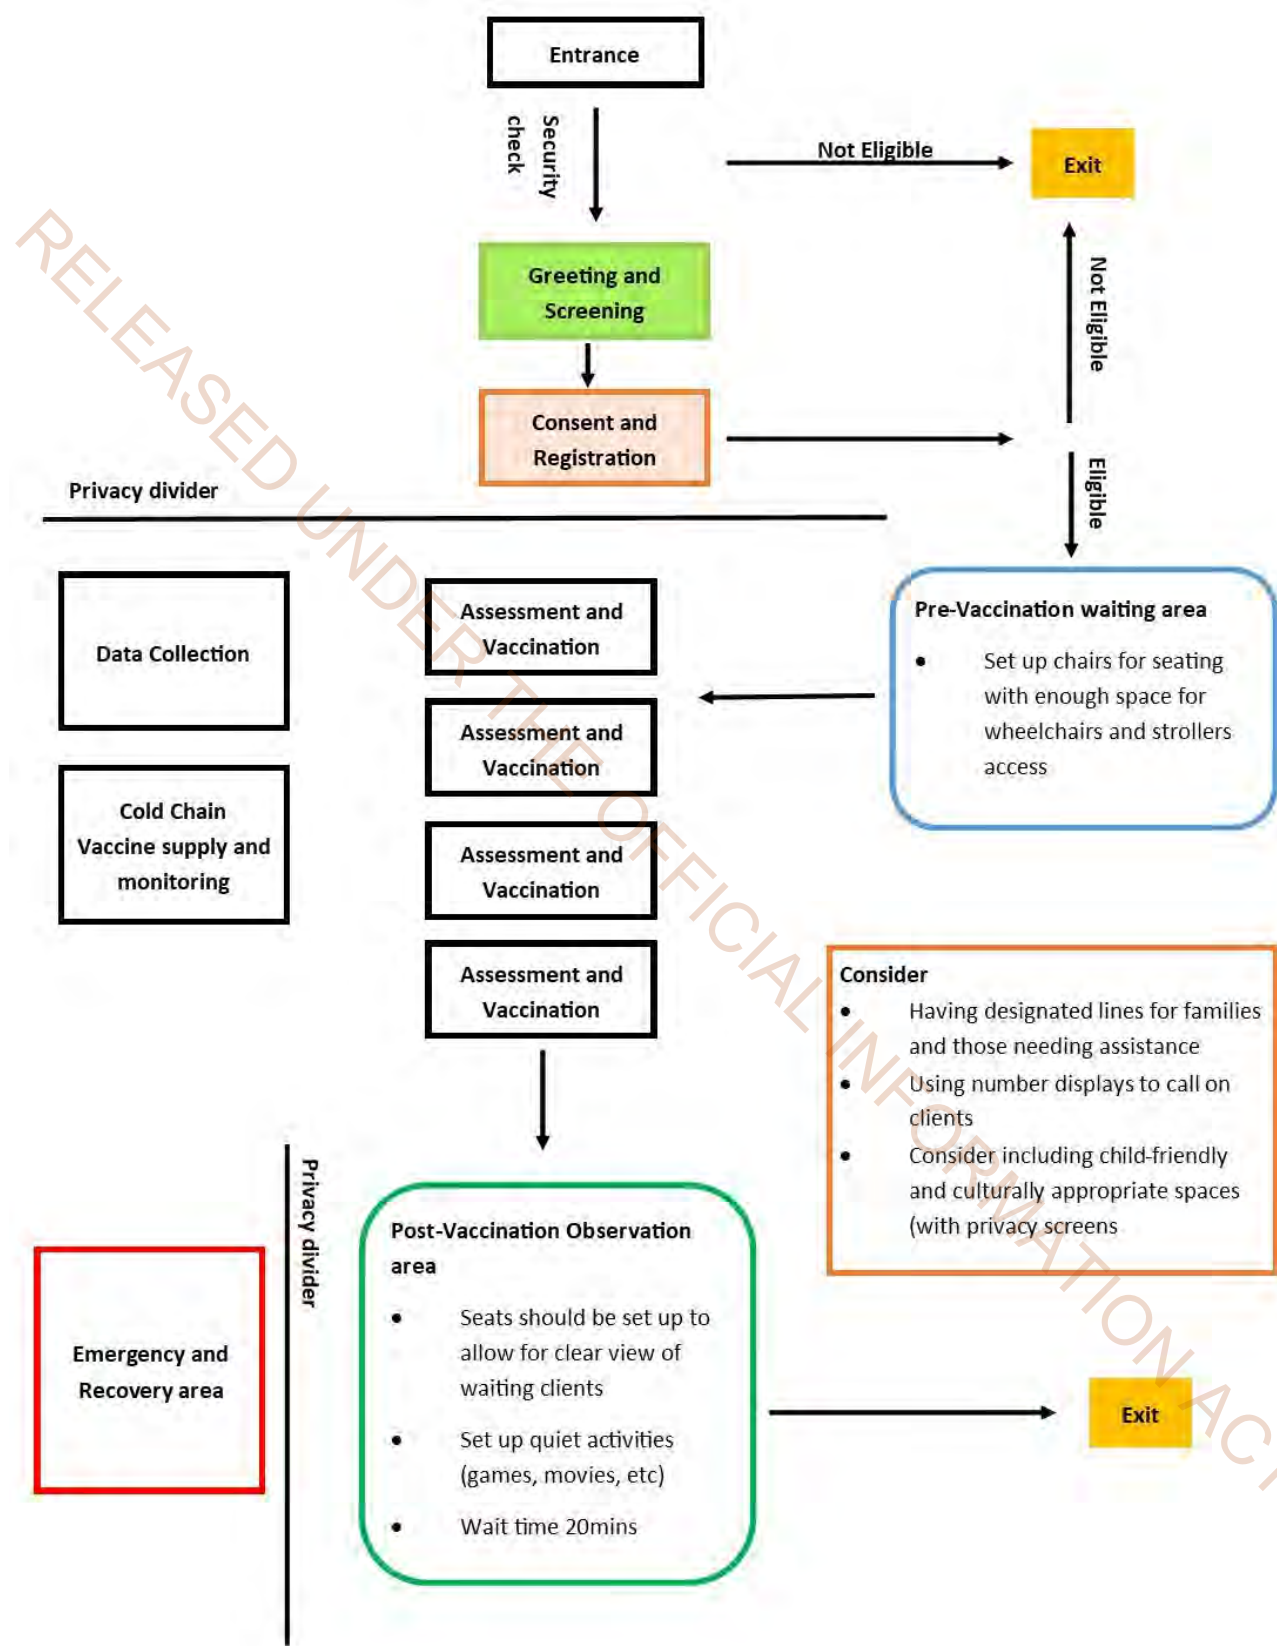 Entrance
Security
check
Not Eligible
Exit
Greeting and
Screening
Not Eligible
Consent and
Registration
Eligible
Privacy divider
Data Collection
Assessment and
Vaccination
Pre-Vaccination waiting area
● Set up chairs for seating
with enough space for
wheelchairs and strollers
access
Assessment and
Vaccination
Cold Chain
Vaccine supply and
monitoring
Assessment and
Vaccination
Assessment and
Vaccination
Consider
● Having designated lines for families
and those needing assistance
● Using number displays to call on
clients
● Consider including child-friendly
and culturally appropriate spaces
(with privacy screens
Privacy divider
Post-Vaccination Observation
area
● Seats should be set up to
allow for clear view of
waiting clients
● Set up quiet activities
(games, movies, etc)
● Wait time 20mins
Emergency and
Recovery area
Exit
RELEASED UNDER THE OFFICIAL INFORMATION ACT